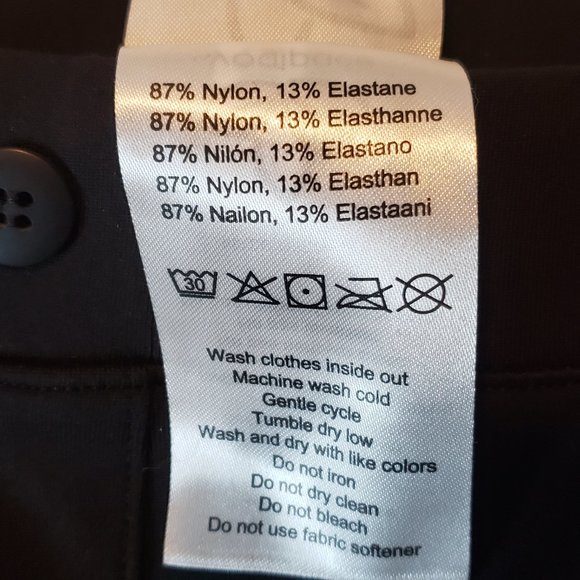 87% Nylon, 13% Elastane
87% Nylon, 13% Elasthanne
87% Nilón, 13% Elastano
87% Nylon, 13% Elasthan
87% Nailon, 13% Elastaani
30
Wash clothes inside out
Machine wash cold
Gentle cycle
Tumble dry low
Wash and dry with like colors
Do not iron
Do not dry clean
Do not bleach
Do not use fabric softener